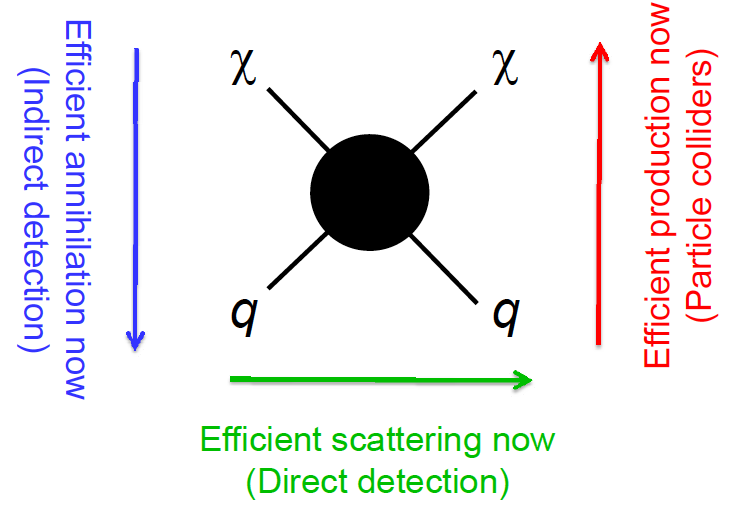 Efficient annihilation now
(Indirect detection)
χ
χ
q
q
Efficient production now
(Particle colliders)
Efficient scattering now
(Direct detection)